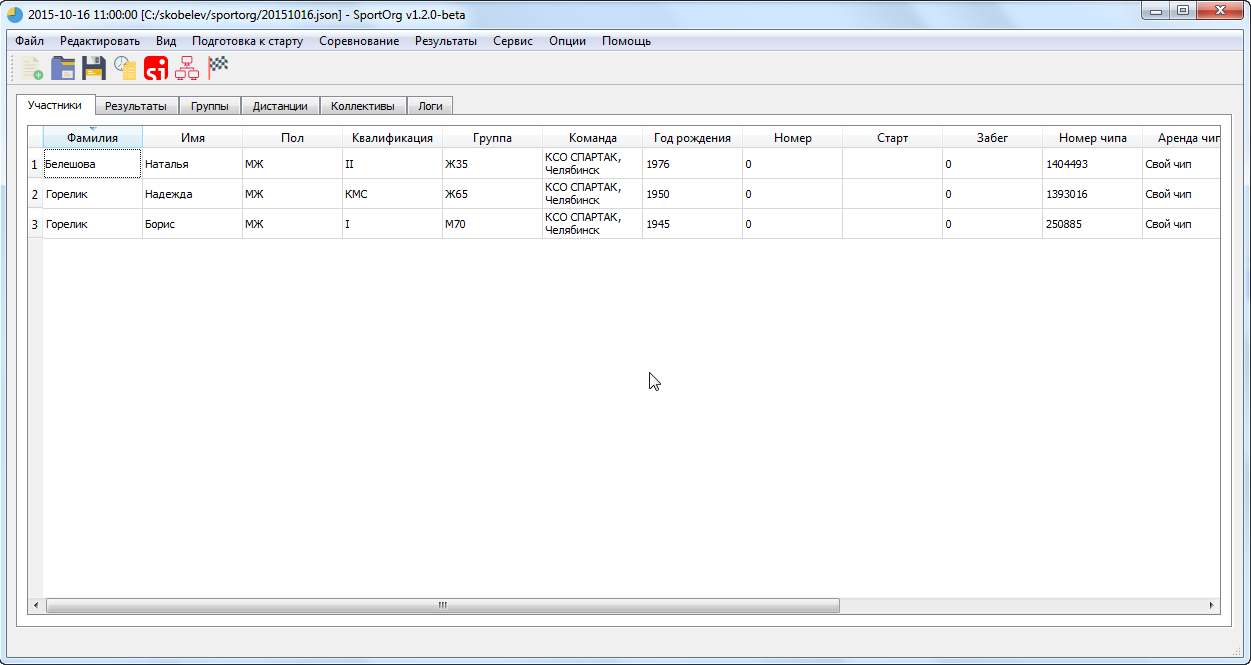 2015-10-16 11:00:00 [C:/skobelev/sportorg/20151016.json] - SportOrg v1.2.0-beta
Файл Редактировать Вид Подготовка к старту Соревнование Результаты Сервис Опции Помощь
Участники Результаты Группы Дистанции Коллективы Логи
Фамилия Имя Пол Квалификация Группа Команда Год рождения Номер Старт Забег Номер чипа Аренда чип
1 Белешова Наталья МЖ II Ж35 КСО СПАРТАК, Челябинск 1976 0 0 1404493 Свой чип
2 Горелик Надежда МЖ КМС Ж65 КСО СПАРТАК, Челябинск 1950 0 0 1393016 Свой чип
3 Горелик Борис МЖ I М70 КСО СПАРТАК, Челябинск 1945 0 0 250885 Свой чип